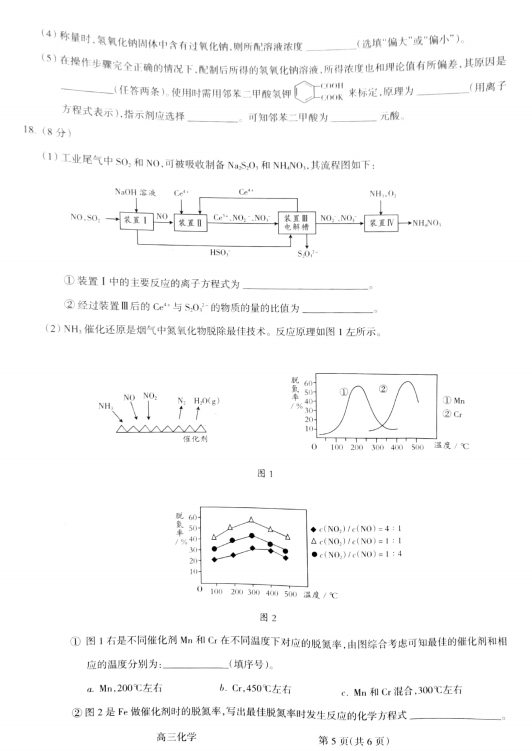 (4)称量时,氢氧化钠固体中含有过氧化钠,则所配溶液浓度 ________(选填"偏大"或"偏小")。
(5)在操作步骤完全正确的情况下,配制后所得的氢氧化钠溶液,所得浓度也和理论值有所偏差,其原因是
________(任答两条)。使用时需用邻苯二甲酸氢钾 COOH COOK 来标定,原理为 ________(用离子
方程式表示),指示剂应选择 ________。可知邻苯二甲酸为 ________ 元酸。
18.(8 分)
(1)工业尾气中 SO₂ 和 NO,可被吸收制备 Na₂S₂O₃ 和 NH₄NO₃,其流程图如下:
NaOH 溶液 Ce⁴⁺ Ce⁴⁺ NH₃、O₂
NO、SO₂ 装置Ⅰ NO 装置Ⅱ Ce³⁺、NO₂⁻、NO₃⁻ 装置Ⅲ 电解槽 NO₂⁻、NO₃⁻ 装置Ⅳ NH₄NO₃
HSO₃⁻ S₂O₃²⁻
①装置Ⅰ中的主要反应的离子方程式为 ________。
②经过装置Ⅲ后的 Ce⁴⁺ 与 S₂O₃²⁻ 的物质的量的比值为 ________。
(2)NH₃ 催化还原是烟气中氮氧化物脱除最佳技术。反应原理如图 1 左所示。
NH₃ NO NO₂ N₂ H₂O(g)
催化剂
脱氮率/%
60
50
40
30
20
10
① ②
① Mn
② Cr
0 100 200 300 400 500 温度/℃
图 1
脱氮率/%
60
50
40
30
20
10
◆ c(NO₂)/c(NO)=4∶1
△ c(NO₂)/c(NO)=1∶1
● c(NO₂)/c(NO)=1∶4
0 100 200 300 400 500 温度/℃
图 2
① 图 1 右是不同催化剂 Mn 和 Cr 在不同温度下对应的脱氮率,由图综合考虑可知最佳的催化剂和相
应的温度分别为:________(填序号)。
a. Mn,200℃左右 b. Cr,450℃左右 c. Mn 和 Cr 混合,300℃左右
②图 2 是 Fe 做催化剂时的脱氮率,写出最佳脱氮率时发生反应的化学方程式 ________。
高三化学 第 5 页(共 6 页)